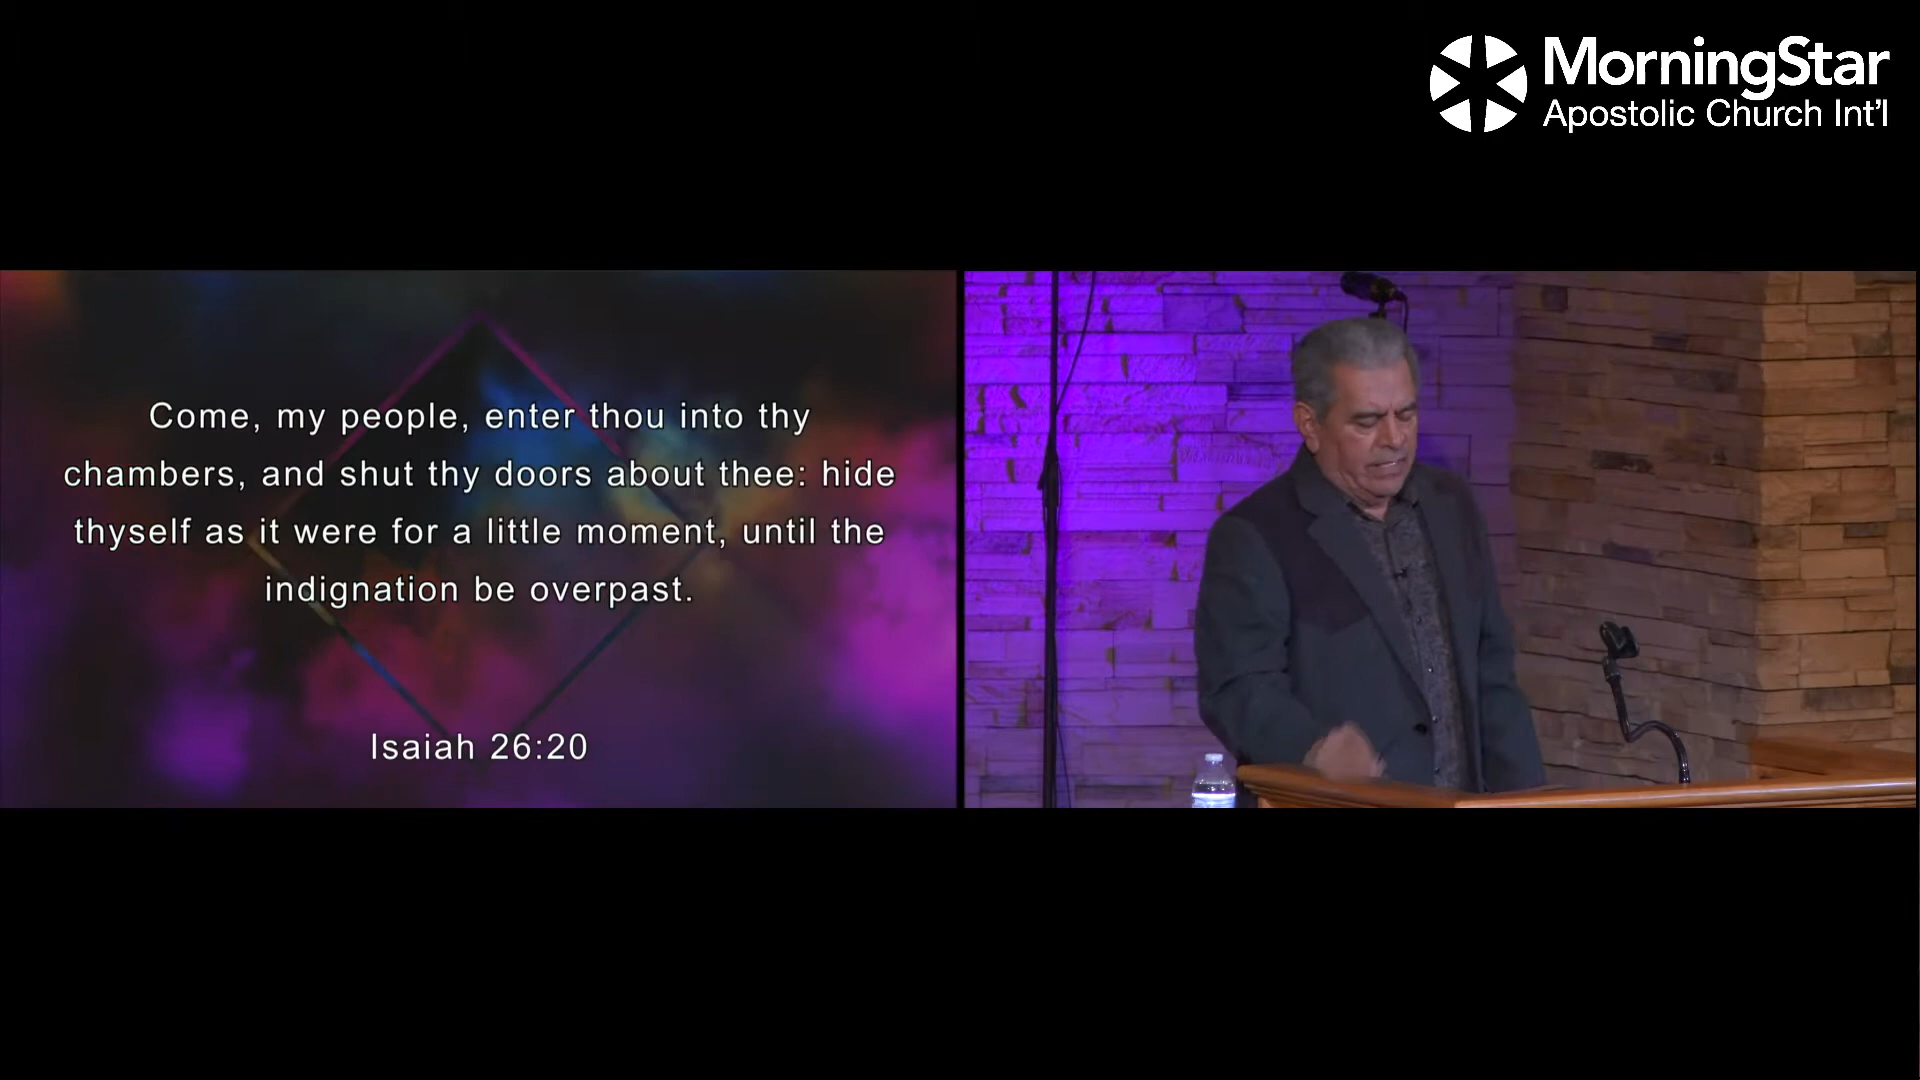 MorningStar
Apostolic Church Int'l
Come, my people, enter thou into thy
chambers, and shut thy doors about thee: hide
thyself as it were for a little moment, until the
indignation be overpast.
Isaiah 26:20